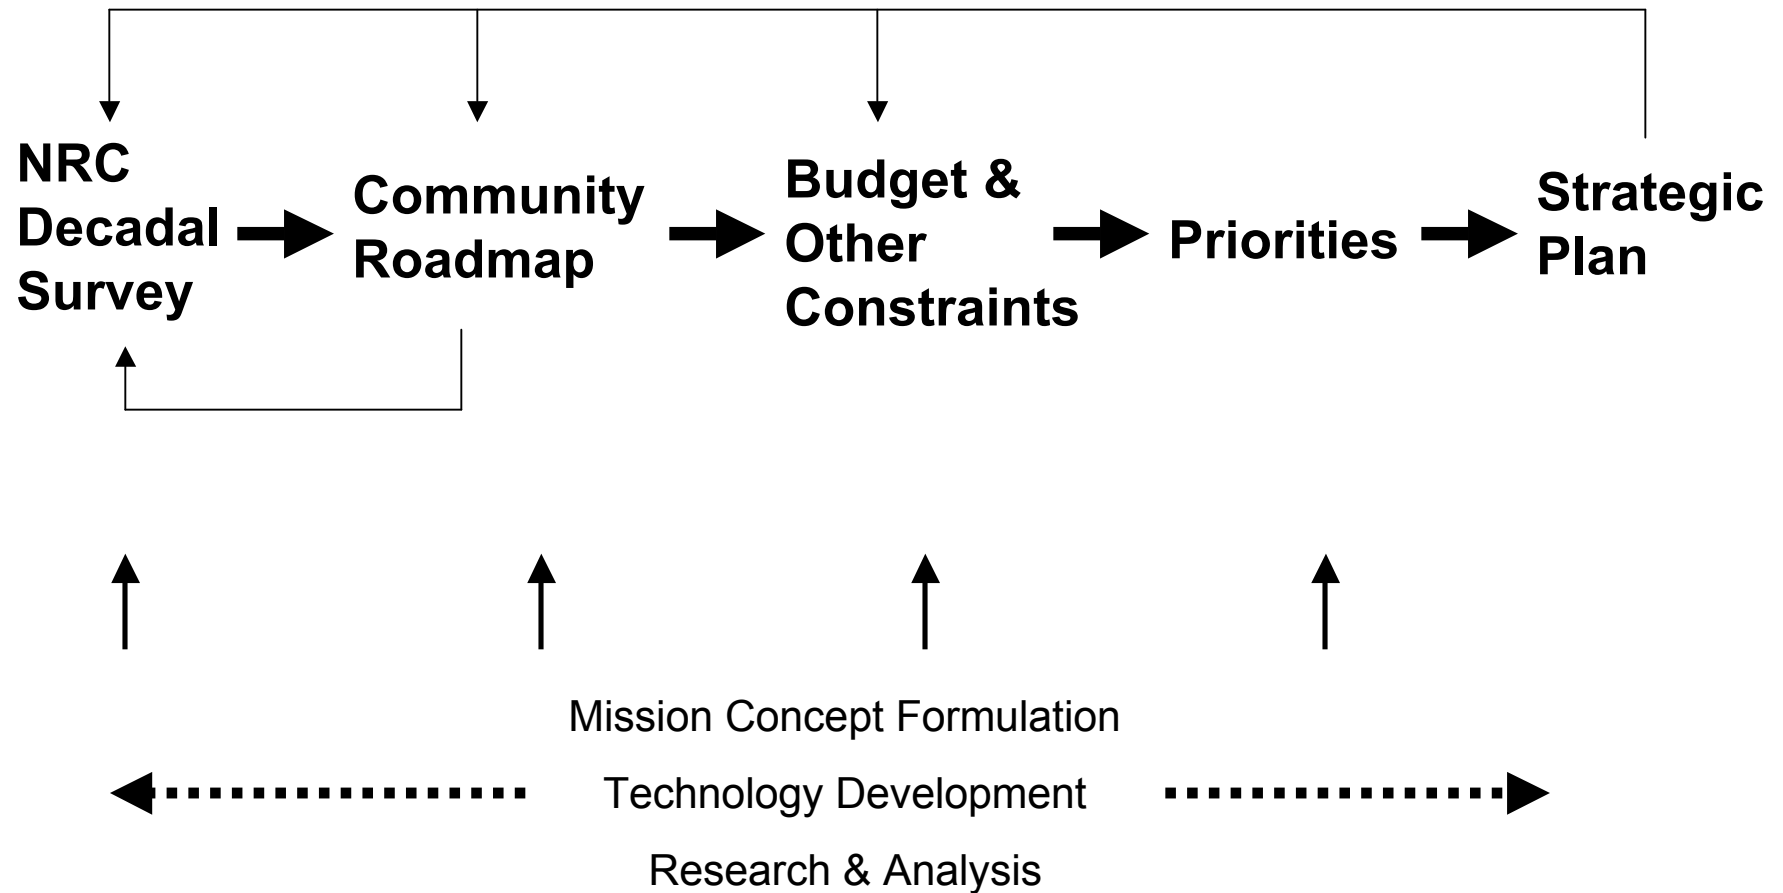 NRC
Decadal
Survey
Community
Roadmap
Budget &
Other
Constraints
Priorities
Strategic
Plan
Mission Concept Formulation
Technology Development
Research & Analysis